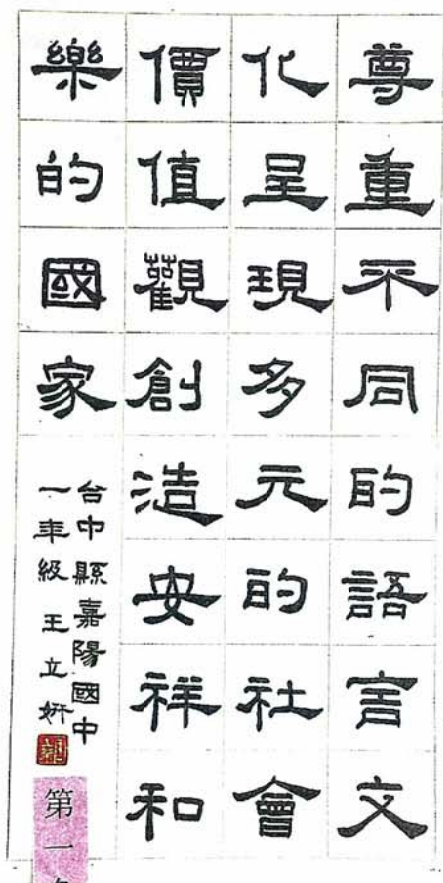 尊重不同的語言文
化呈現多元的社會
價值觀創造安祥和
樂的國家
台中縣嘉陽國中
一年級 王立妍
第一